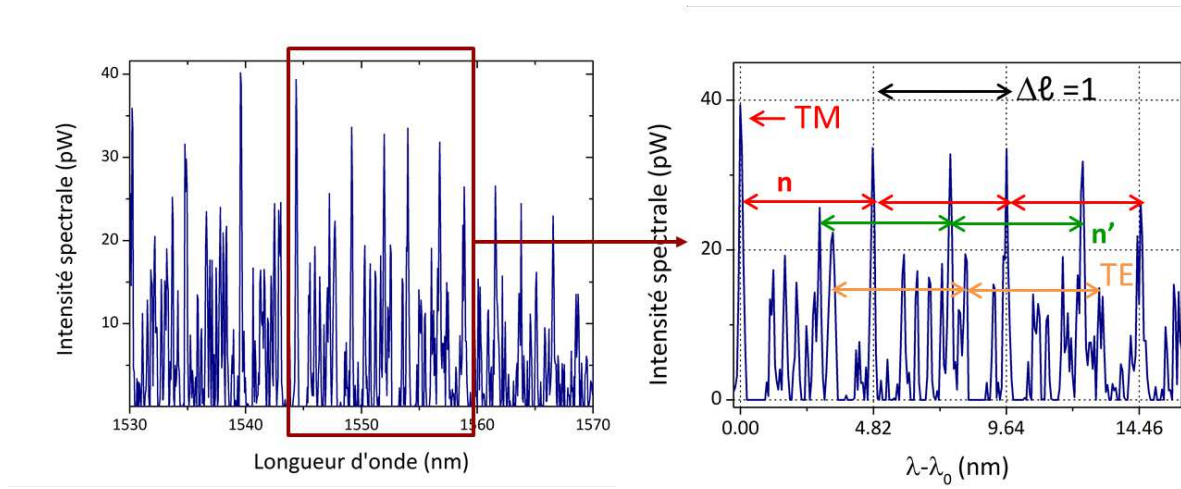 Intensité spectrale (pW)
40
30
20
10
1530
1540
1550
1560
1570
Longueur d'onde (nm)
Intensité spectrale (pW)
40
20
0
Δℓ =1
TM
n
n’
TE
0.00
4.82
9.64
14.46
λ-λ0 (nm)